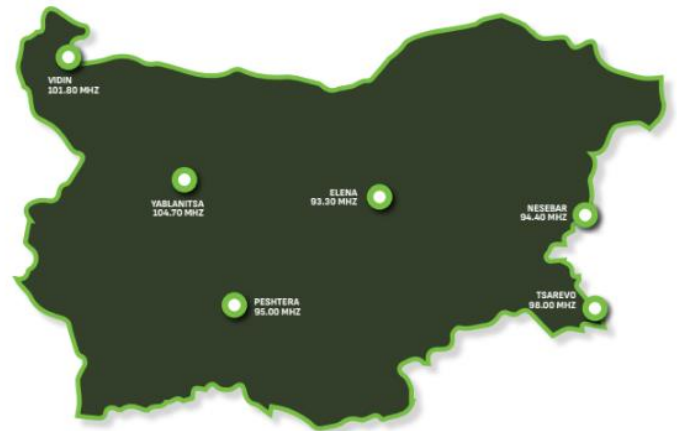 VIDIN
101.80 MHZ
YABLANITSA
104.70 MHZ
ELENA
93.30 MHZ
NESEBAR
94.40 MHZ
PESHTERA
95.00 MHZ
TSAREVO
98.00 MHZ